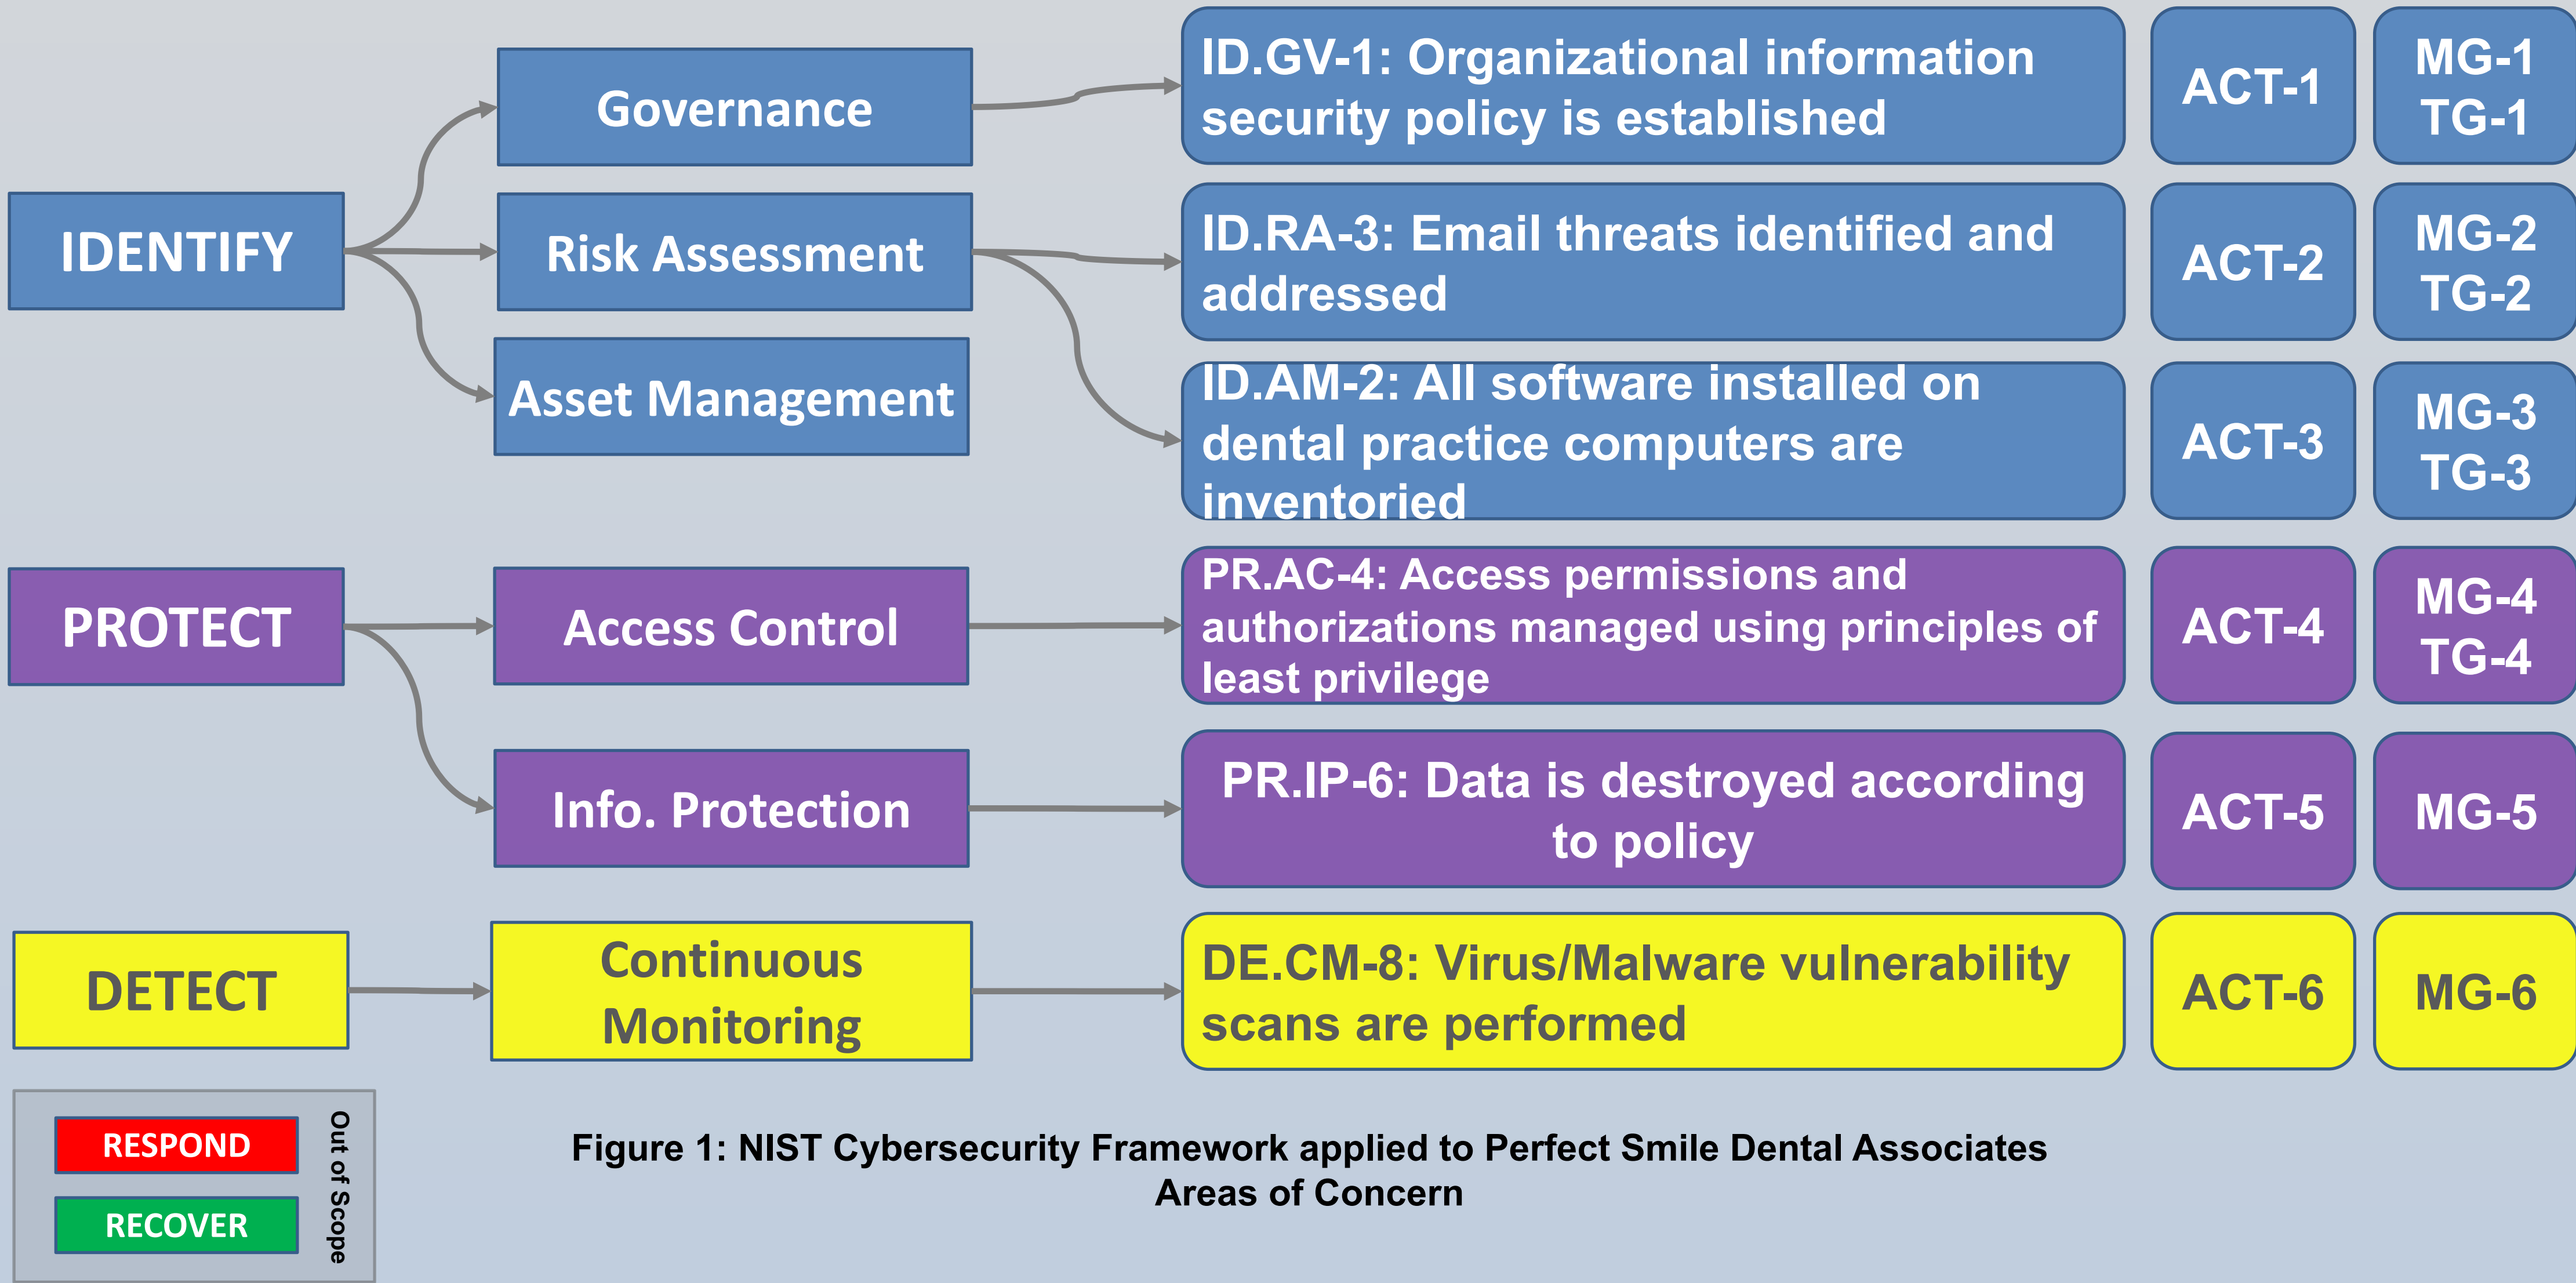 Governance
ID.GV-1: Organizational information
security policy is established
ACT-1
MG-1
TG-1
IDENTIFY
Risk Assessment
ID.RA-3: Email threats identified and
addressed
ACT-2
MG-2
TG-2
Asset Management
ID.AM-2: All software installed on
dental practice computers are
inventoried
ACT-3
MG-3
TG-3
PROTECT
Access Control
PR.AC-4: Access permissions and
authorizations managed using principles of
least privilege
ACT-4
MG-4
TG-4
Info. Protection
PR.IP-6: Data is destroyed according
to policy
ACT-5
MG-5
DETECT
Continuous
Monitoring
DE.CM-8: Virus/Malware vulnerability
scans are performed
ACT-6
MG-6
RESPOND
RECOVER
Out of Scope
Figure 1: NIST Cybersecurity Framework applied to Perfect Smile Dental Associates
Areas of Concern